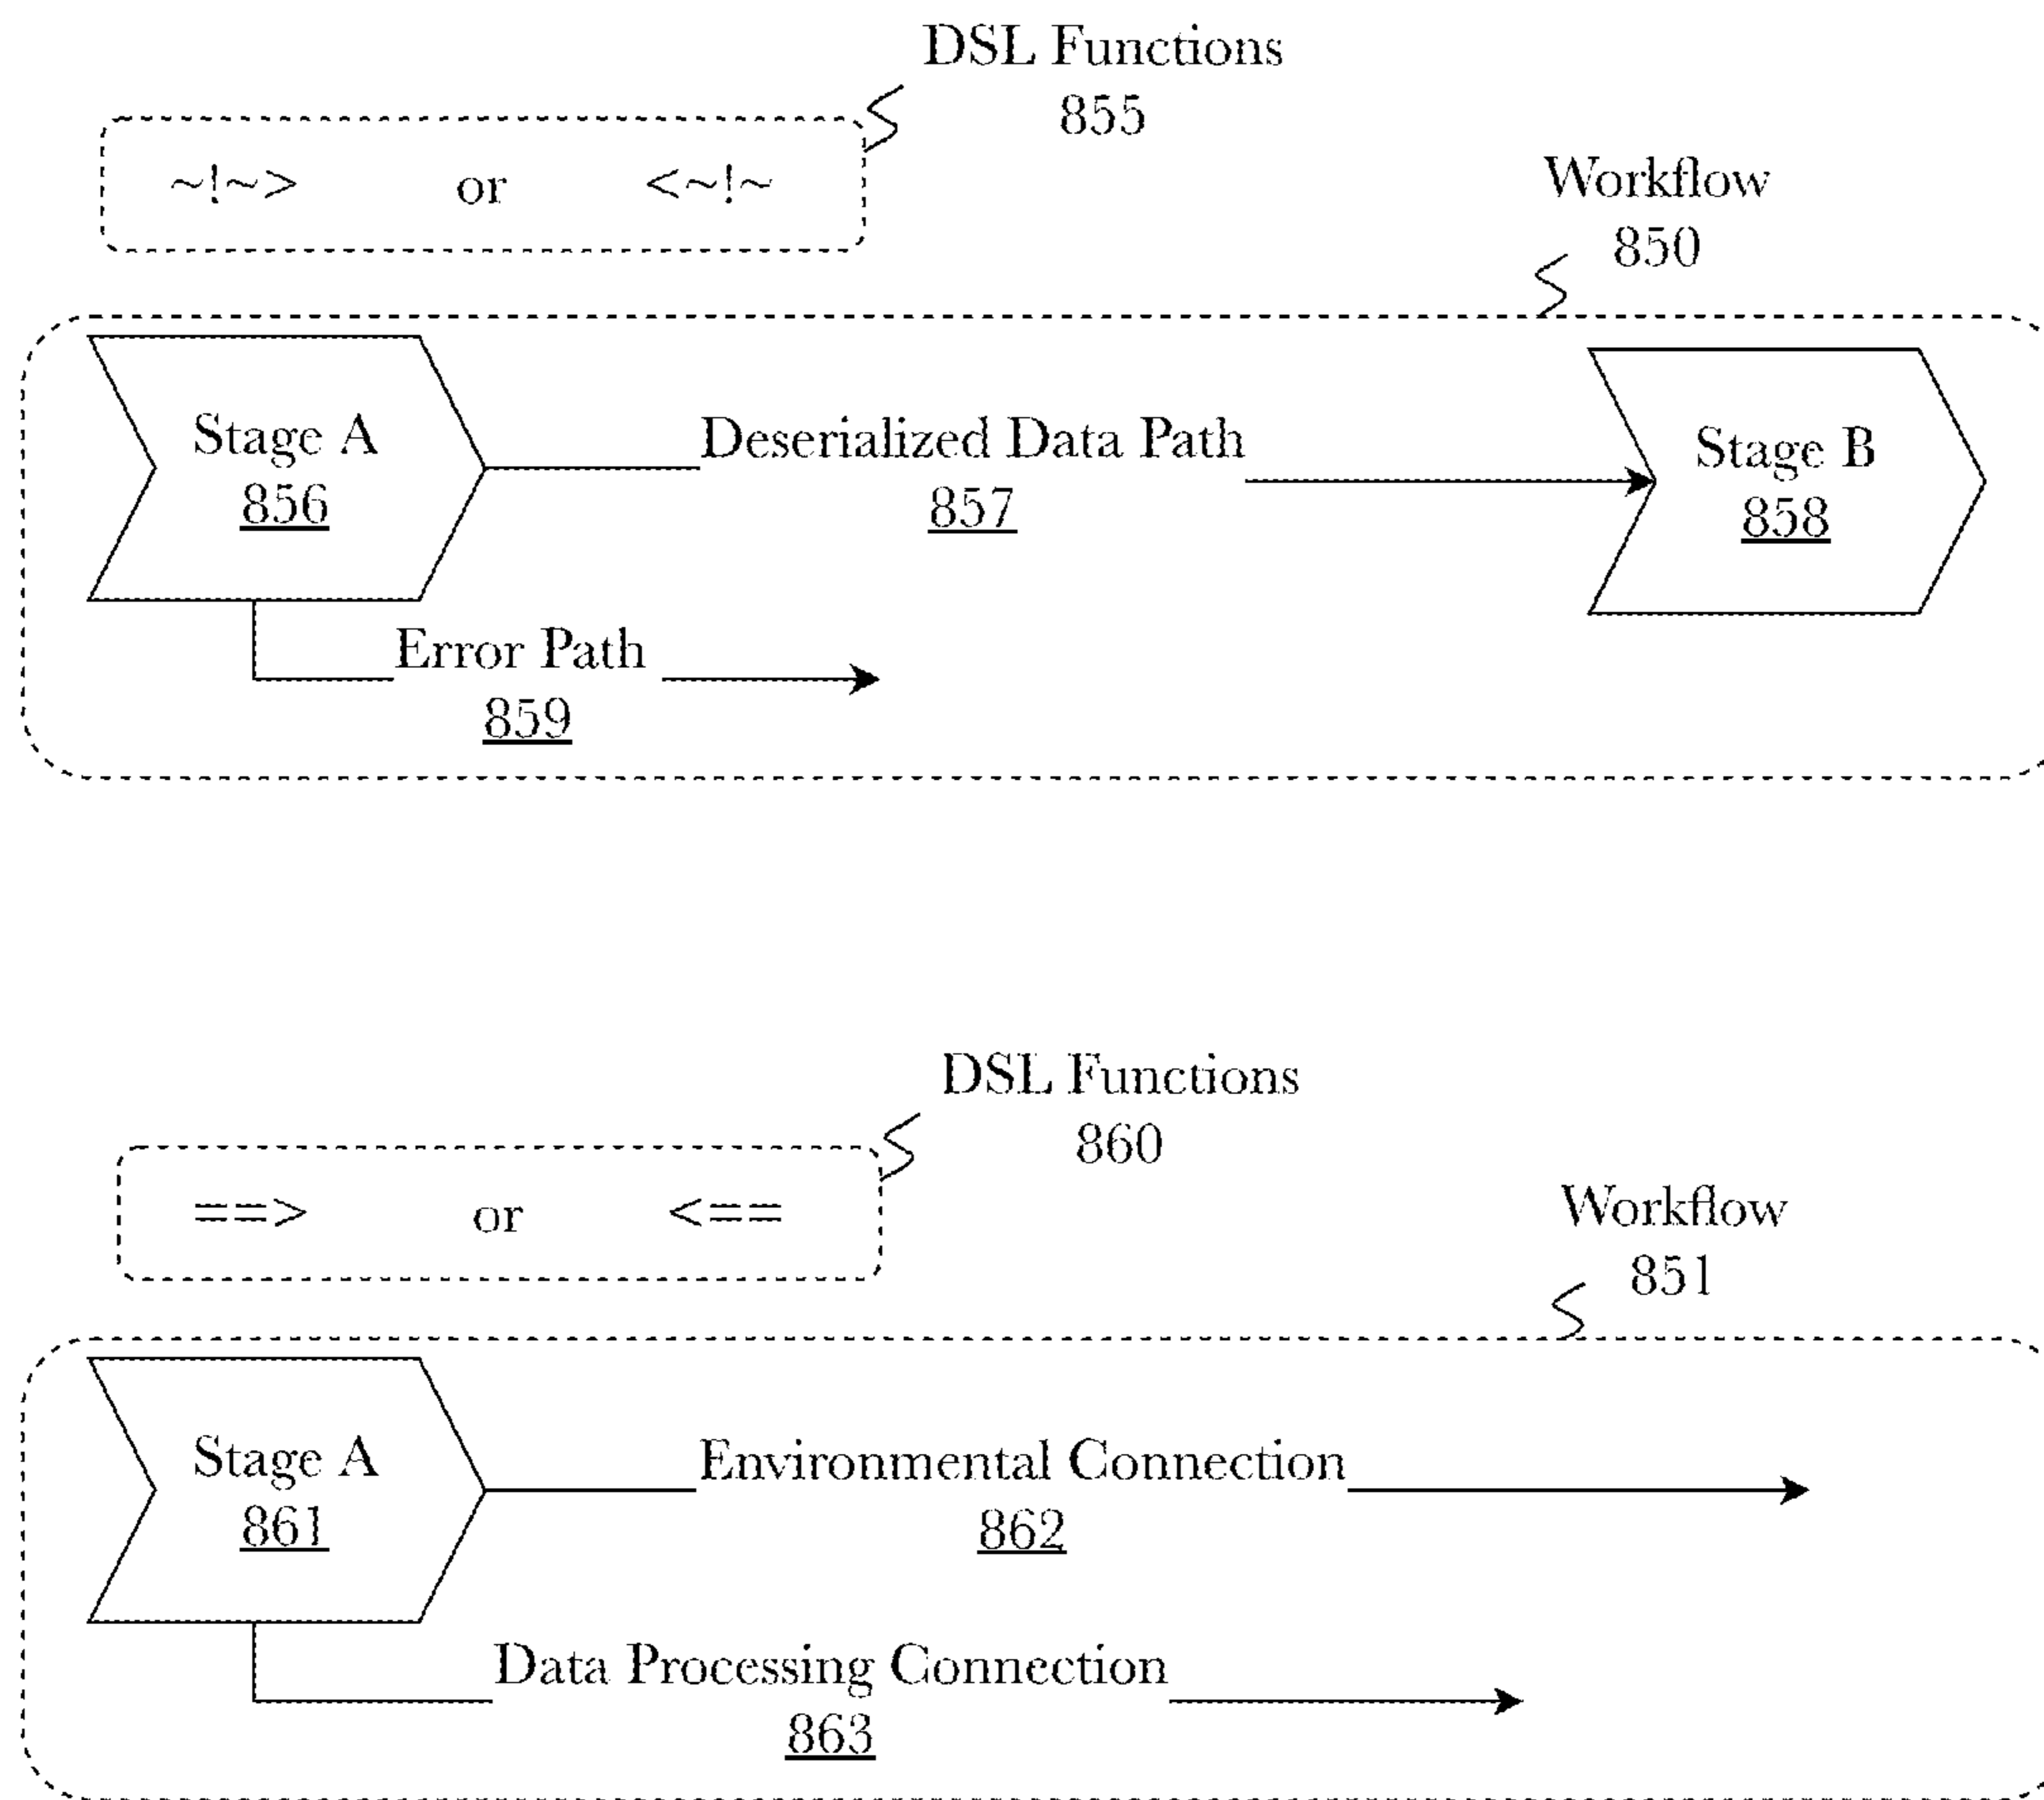 DSL Functions
855
~!~> or <~!~
Workflow
850
Stage A
856
Deserialized Data Path
857
Stage B
858
Error Path
859
DSL Functions
860
==> or <==
Workflow
851
Stage A
861
Environmental Connection
862
Data Processing Connection
863